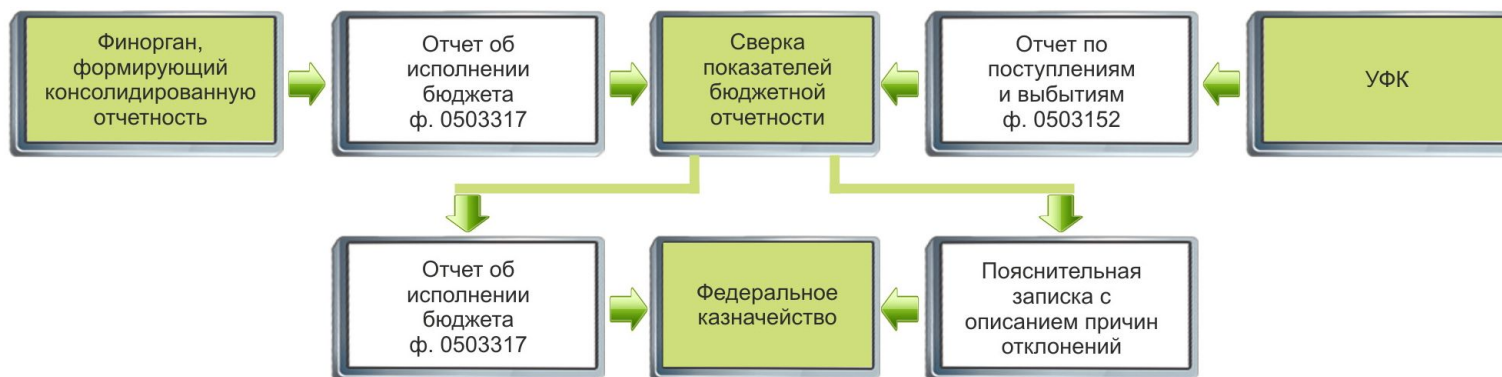 Финорган,
формирующий
консолидированную
отчетность
Отчет об
исполнении
бюджета
ф. 0503317
Сверка
показателей
бюджетной
отчетности
Отчет по
поступлениям
и выбытиям
ф. 0503152
УФК
Отчет об
исполнении
бюджета
ф. 0503317
Федеральное
казначейство
Пояснительная
записка с
описанием причин
отклонений